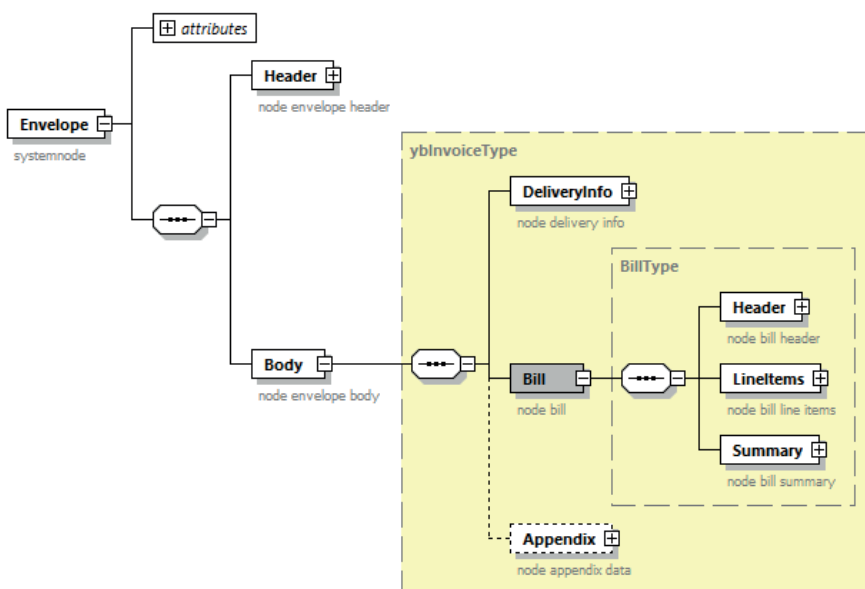 attributes
Header
node envelope header
Envelope
systemnode
ybInvoiceType
DeliveryInfo
node delivery info
BillType
Header
node bill header
Body
node envelope body
Bill
node bill
LineItems
node bill line items
Summary
node bill summary
Appendix
node appendix data